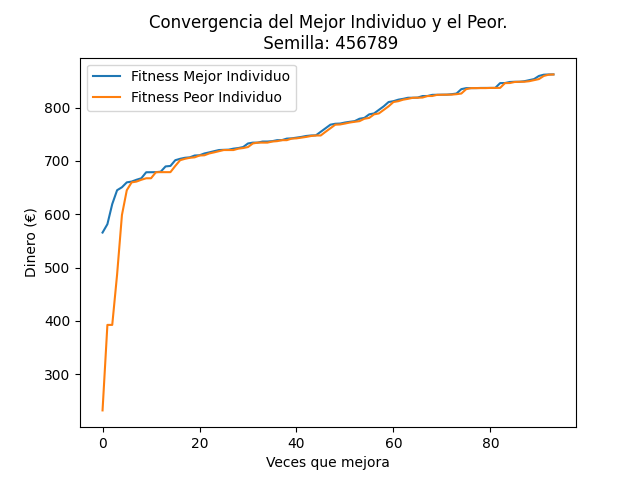 Convergencia del Mejor Individuo y el Peor.
Semilla: 456789
Fitness Mejor Individuo
Fitness Peor Individuo
Dinero (€)
800
700
600
500
400
300
0 20 40 60 80
Veces que mejora